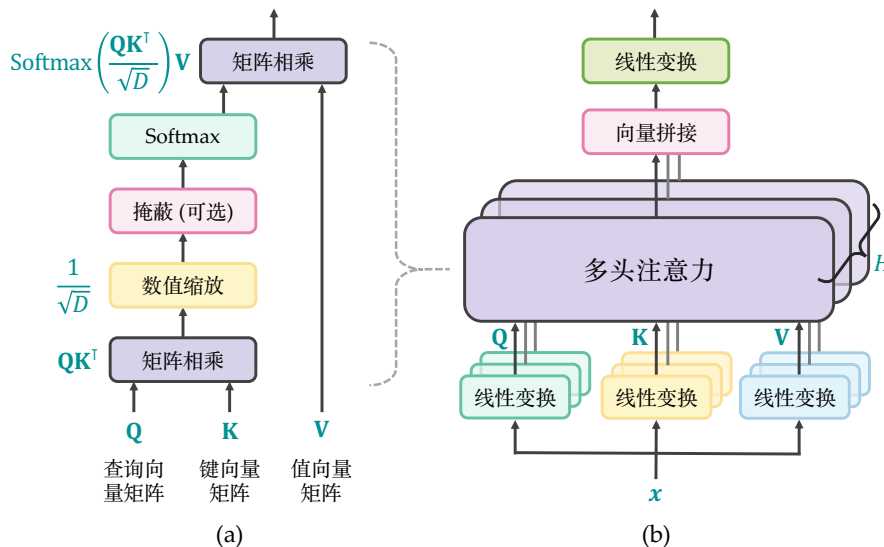 Softmax(QKᵀ/√D)V
矩阵相乘
Softmax
掩蔽 (可选)
1/√D
数值缩放
QKᵀ
矩阵相乘
Q
K
V
查询向
量矩阵
键向量
矩阵
值向量
矩阵
(a)
线性变换
向量拼接
多头注意力
H
Q
K
V
线性变换
线性变换
线性变换
x
(b)